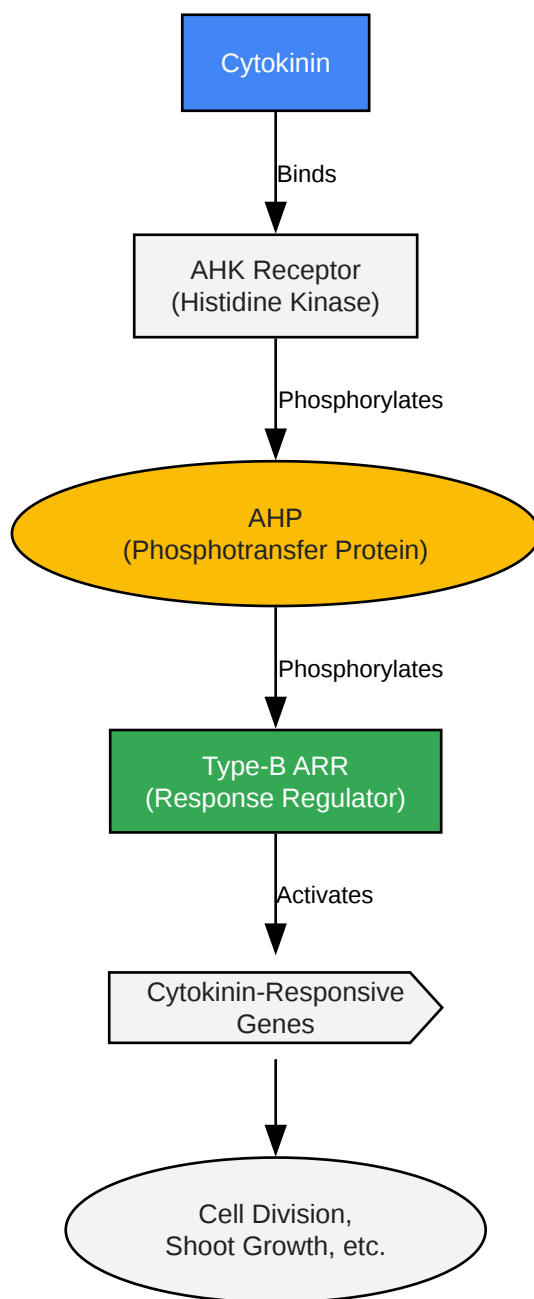 Cytokinin
Binds
AHK Receptor
(Histidine Kinase)
Phosphorylates
AHP
(Phosphotransfer Protein)
Phosphorylates
Type-B ARR
(Response Regulator)
Activates
Cytokinin-Responsive
Genes
Cell Division,
Shoot Growth, etc.